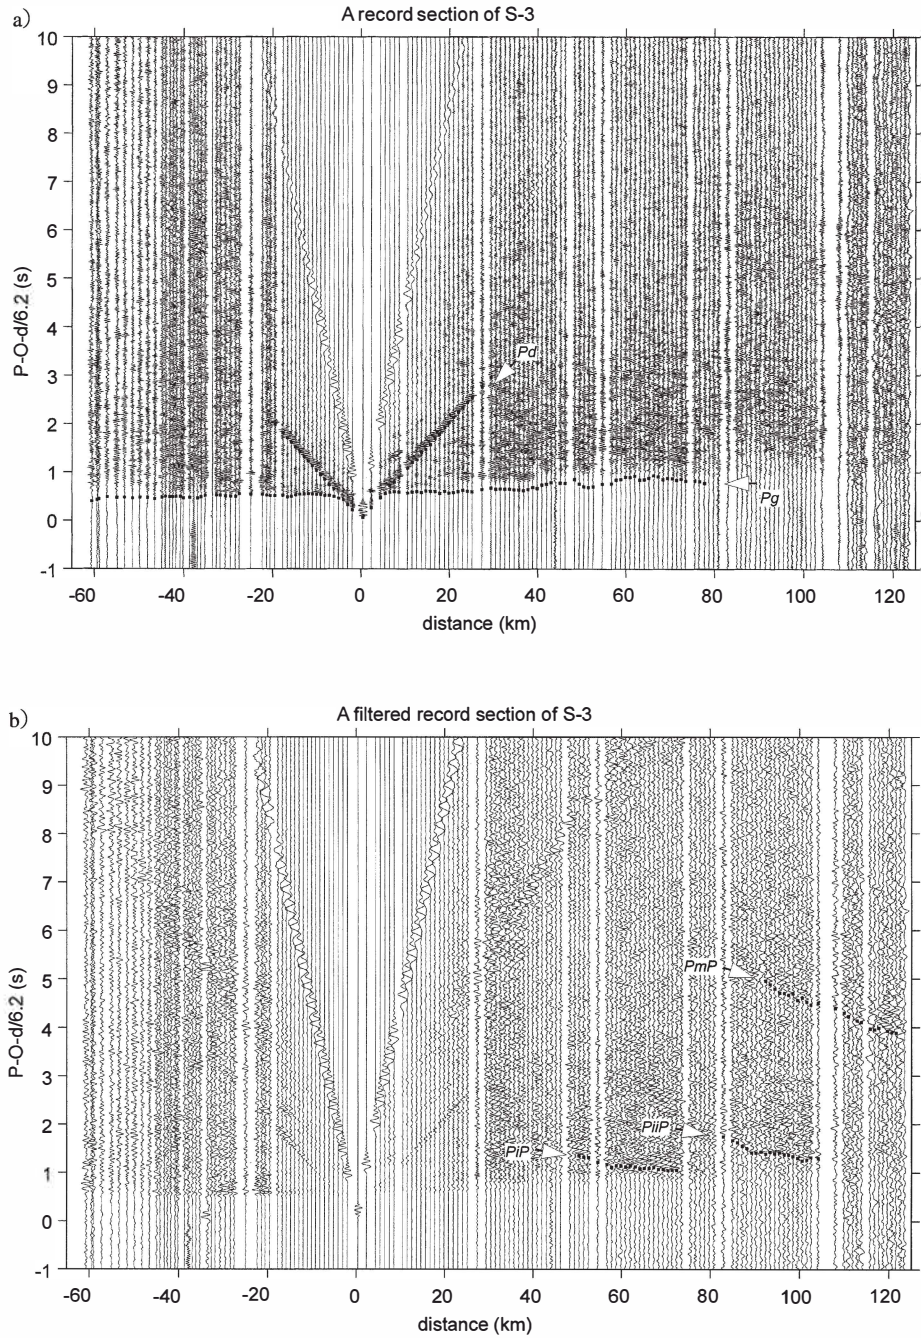 a)
A record section of S-3
10
9
8
7
6
5
4
3
2
1
0
-1
P-O-d/6.2 (s)
Pd
Pg
-60 -40 -20 0 20 40 60 80 100 120
distance (km)
b)
A filtered record section of S-3
10
9
8
7
6
5
4
3
2
1
0
-1
P-O-d/6.2 (s)
PmP
PiiP
PiP
-60 -40 -20 0 20 40 60 80 100 120
distance (km)